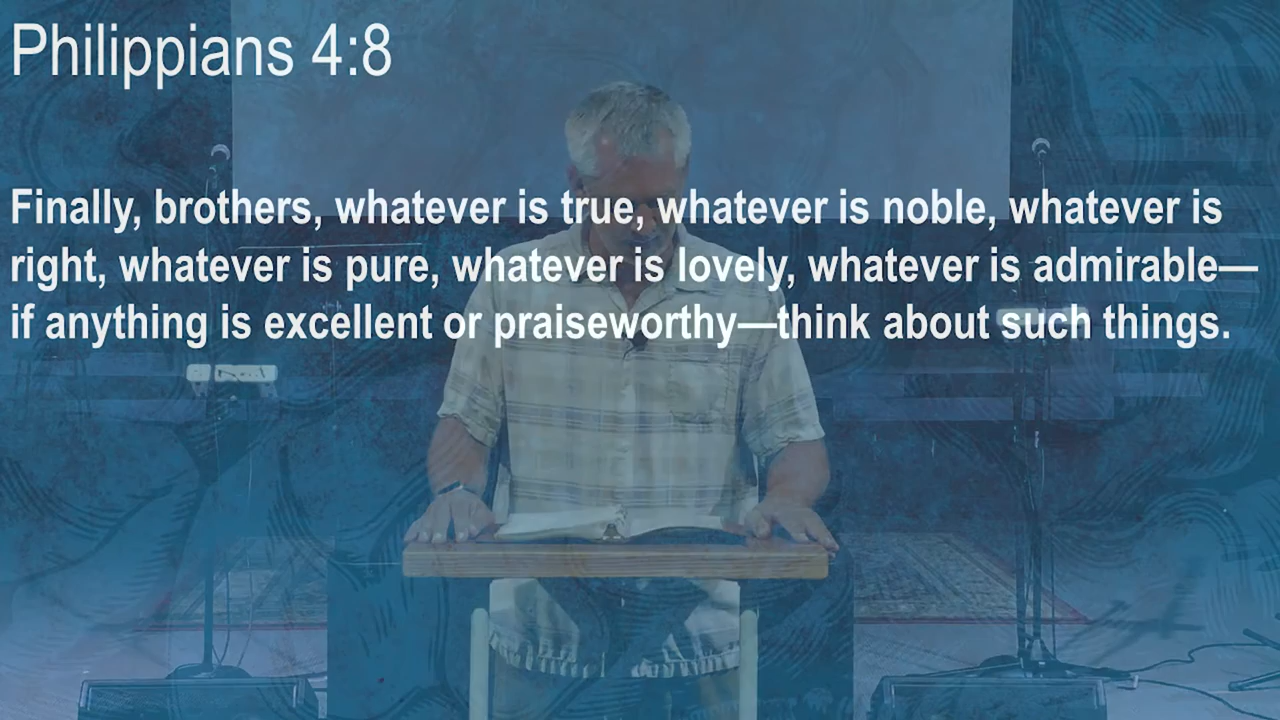 Philippians 4:8
Finally, brothers, whatever is true, whatever is noble, whatever is
right, whatever is pure, whatever is lovely, whatever is admirable—
if anything is excellent or praiseworthy—think about such things.